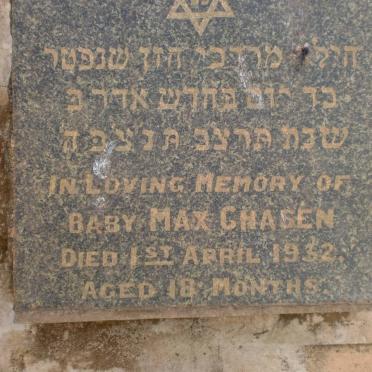 הילד מרדכי חזן שנפטר
כד יום בחדש אדר ב
שנת תרצב תנצבה
IN LOVING MEMORY OF
BABY MAX CHASEN
DIED 1ST APRIL 1932.
AGED 18 MONTHS.